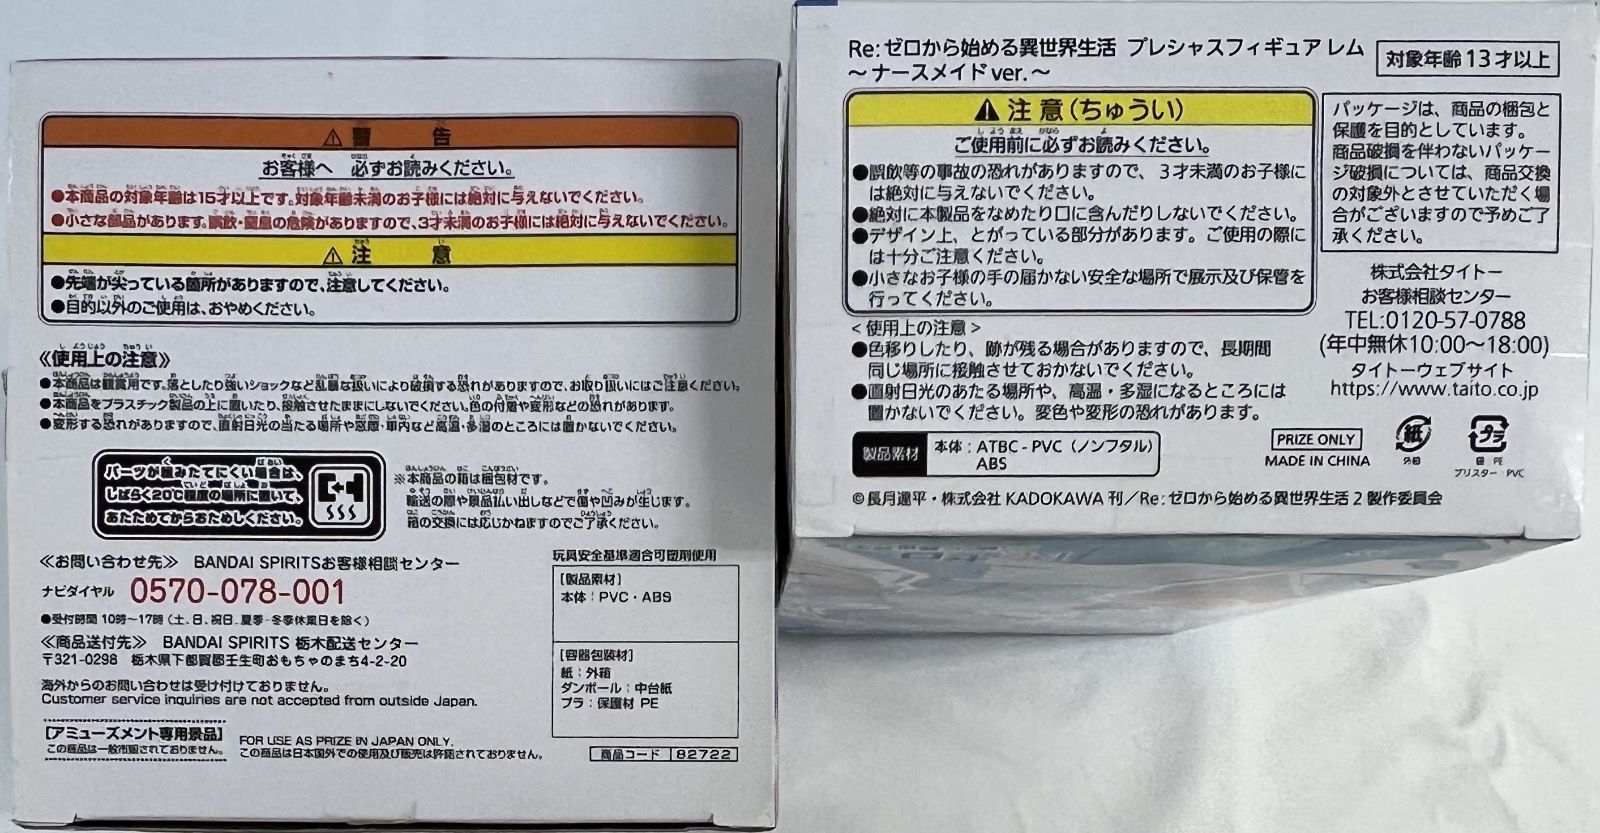 ⚠ 警告
お客様へ 必ずお読みください。
●本商品の対象年齢は15才以上です。対象年齢未満のお子様には絶対に与えないでください。
●小さな部品があります。誤飲・窒息の危険がありますので、3才未満のお子様には絶対に与えないでください。
⚠ 注意
●先端が尖っている箇所がありますので、注意してください。
●目的以外のご使用は、おやめください。
《使用上の注意》
●本商品は観賞用です。落としたり強いショックなど乱暴な扱いにより破損する恐れがありますので、お取り扱いにはご注意ください。
●本商品をプラスチック製品の上に置いたり、接触させたままにしないでください。色の付着や変形などの恐れがあります。
●変形する恐れがありますので、直射日光の当たる場所や窓際・車内など高温・多湿のところには置かないでください。
パーツが組みたてにくい場合は、
しばらく20℃程度の場所に置いて、
あたためてからおためしください。
※本商品の箱は梱包材です。
輸送の際や景品払い出しなどで傷や凹みが生じます。
箱の交換には応じかねますのでご了承ください。
《お問い合わせ先》 BANDAI SPIRITSお客様相談センター
ナビダイヤル 0570-078-001
●受付時間 10時～17時（土、日、祝日、夏季・冬季休業日を除く）
《商品送付先》 BANDAI SPIRITS 栃木配送センター
〒321-0298 栃木県下都賀郡壬生町おもちゃのまち4-2-20
海外からのお問い合わせは受け付けておりません。
Customer service inquiries are not accepted from outside Japan.
[アミューズメント専用景品]
この商品は一般市販されておりません。
FOR USE AS PRIZE IN JAPAN ONLY.
この商品は日本国外での使用及び販売は許諾されておりません。
玩具安全基準適合可塑剤使用
[製品素材]
本体：PVC・ABS
[容器包装材]
紙：外箱
ダンボール：中台紙
プラ：保護材 PE
商品コード 82722
Re:ゼロから始める異世界生活 プレシャスフィギュア レム
～ナースメイドver.～
対象年齢13才以上
⚠ 注意（ちゅうい）
ご使用前に必ずお読みください。
●誤飲等の事故の恐れがありますので、3才未満のお子様に
は絶対に与えないでください。
●絶対に本製品をなめたり口に含んだりしないでください。
●デザイン上、とがっている部分があります。ご使用の際に
は十分ご注意ください。
●小さなお子様の手の届かない安全な場所で展示及び保管を
行ってください。
＜使用上の注意＞
●色移りしたり、跡が残る場合がありますので、長期間
同じ場所に接触させておかないでください。
●直射日光のあたる場所や、高温・多湿になるところには
置かないでください。変色や変形の恐れがあります。
製品素材 本体：ATBC-PVC（ノンフタル）
ABS
パッケージは、商品の梱包と
保護を目的としています。
商品破損を伴わないパッケー
ジ破損については、商品交換
の対象外とさせていただく場
合がございますので予めご了
承ください。
株式会社タイトー
お客様相談センター
TEL:0120-57-0788
(年中無休10:00～18:00)
タイトーウェブサイト
https://www.taito.co.jp
PRIZE ONLY
MADE IN CHINA
紙
外箱
プラ
袋：PE
ブリスター：PVC
©長月達平・株式会社KADOKAWA刊／Re:ゼロから始める異世界生活2製作委員会